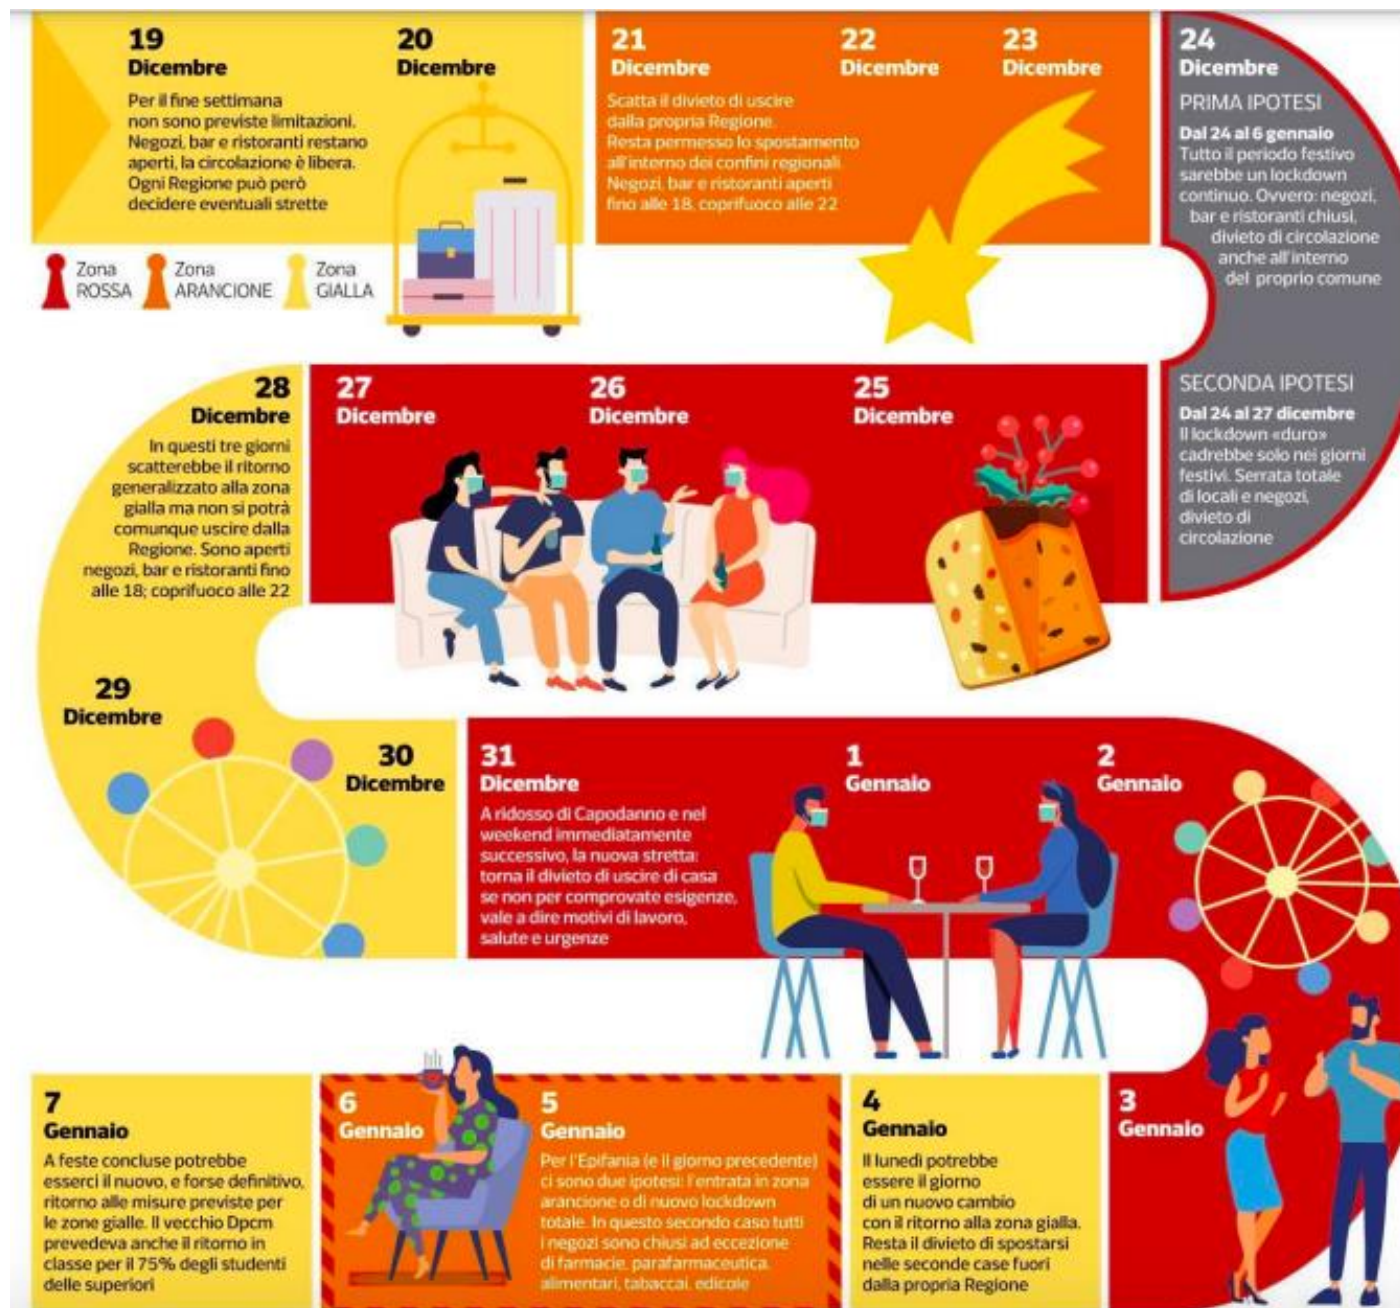 19
Dicembre
Per il fine settimana
non sono previste limitazioni.
Negozi, bar e ristoranti restano
aperti, la circolazione è libera.
Ogni Regione può però
decidere eventuali strette
20
Dicembre
21
Dicembre
Scatta il divieto di uscire
dalla propria Regione.
Resta permesso lo spostamento
all'interno dei confini regionali.
Negozi, bar e ristoranti aperti
fino alle 18, coprifuoco alle 22
22
Dicembre
23
Dicembre
24
Dicembre
PRIMA IPOTESI
Dal 24 al 6 gennaio
Tutto il periodo festivo
sarebbe un lockdown
continuo. Ovvero: negozi,
bar e ristoranti chiusi,
divieto di circolazione
anche all'interno
del proprio comune
Zona
ROSSA
Zona
ARANCIONE
Zona
GIALLA
SECONDA IPOTESI
Dal 24 al 27 dicembre
Il lockdown «duro»
cadrebbe solo nei giorni
festivi. Serrata totale
di locali e negozi,
divieto di
circolazione
25
Dicembre
26
Dicembre
27
Dicembre
28
Dicembre
In questi tre giorni
scatterebbe il ritorno
generalizzato alla zona
gialla ma non si potrà
comunque uscire dalla
Regione. Sono aperti
negozi, bar e ristoranti fino
alle 18; coprifuoco alle 22
29
Dicembre
30
Dicembre
31
Dicembre
A ridosso di Capodanno e nel
weekend immediatamente
successivo, la nuova stretta:
torna il divieto di uscire di casa
se non per comprovate esigenze,
vale a dire motivi di lavoro,
salute e urgenze
1
Gennaio
2
Gennaio
3
Gennaio
4
Gennaio
Il lunedì potrebbe
essere il giorno
di un nuovo cambio
con il ritorno alla zona gialla.
Resta il divieto di spostarsi
nelle seconde case fuori
dalla propria Regione
5
Gennaio
Per l'Epifania (e il giorno precedente)
ci sono due ipotesi: l'entrata in zona
arancione o di nuovo lockdown
totale. In questo secondo caso tutti
i negozi sono chiusi ad eccezione
di farmacie, parafarmaceutica,
alimentari, tabaccai, edicole
6
Gennaio
7
Gennaio
A feste concluse potrebbe
esserci il nuovo, e forse definitivo,
ritorno alle misure previste per
le zone gialle. Il vecchio Dpcm
prevedeva anche il ritorno in
classe per il 75% degli studenti
delle superiori